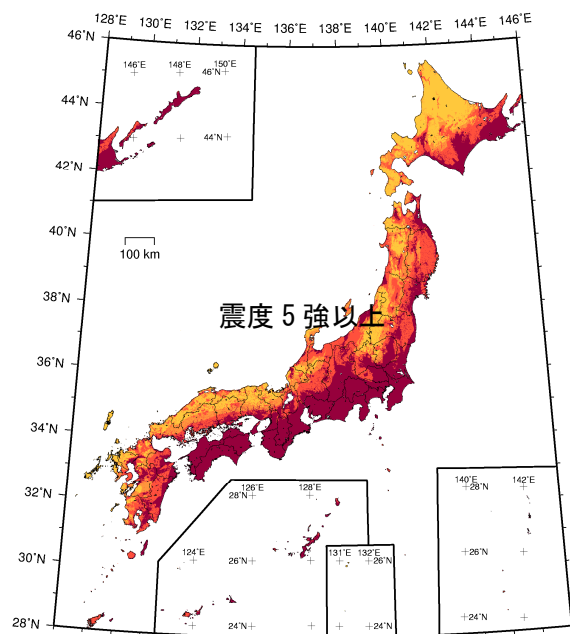 128˚E 130˚E 132˚E 134˚E 136˚E 138˚E 140˚E 142˚E 144˚E 146˚E
46˚N
146˚E 148˚E 150˚E
46˚N
44˚N
44˚N
42˚N
40˚N
100 km
38˚N
震度５強以上
36˚N
34˚N
32˚N
126˚E 128˚E
28˚N
140˚E 142˚E
28˚N
30˚N
124˚E
26˚N
131˚E 132˚E
26˚N
26˚N
28˚N
24˚N
24˚N
24˚N